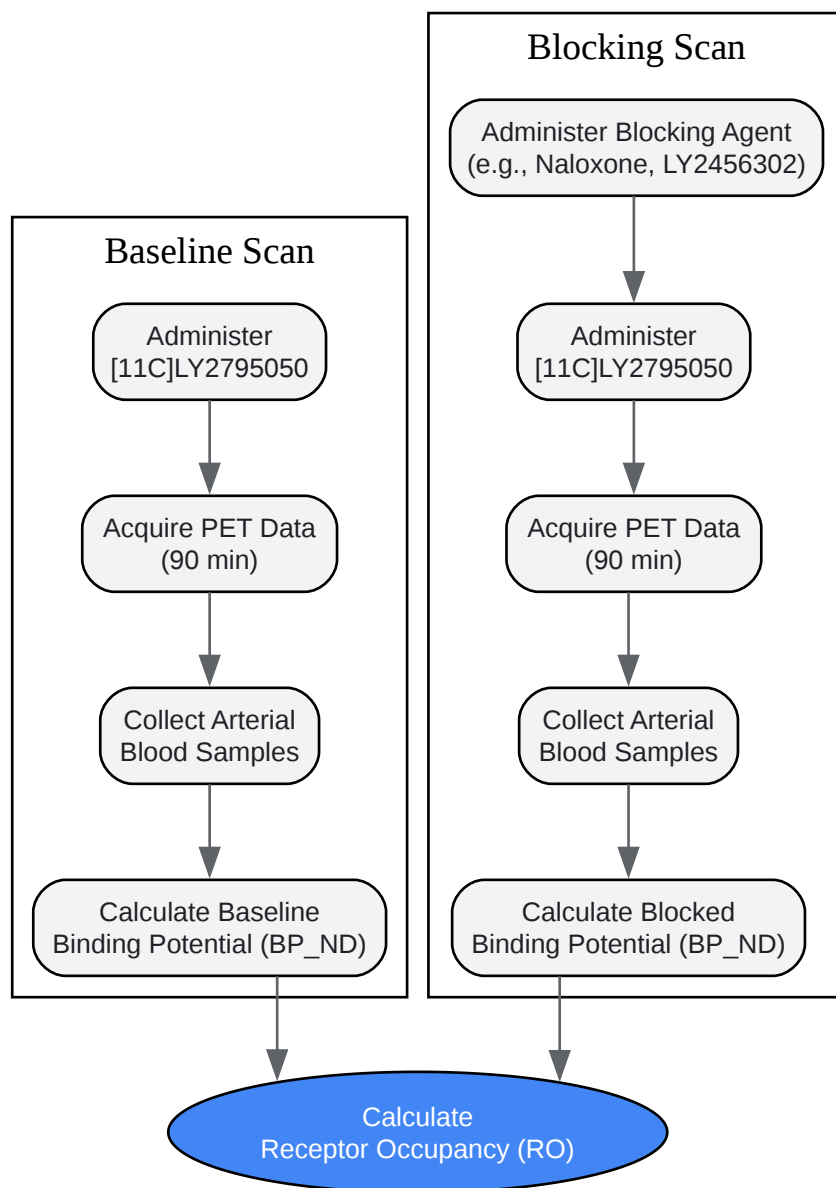 Baseline Scan
Administer
[11C]LY2795050
Acquire PET Data
(90 min)
Collect Arterial
Blood Samples
Calculate Baseline
Binding Potential (BP_ND)
Blocking Scan
Administer Blocking Agent
(e.g., Naloxone, LY2456302)
Administer
[11C]LY2795050
Acquire PET Data
(90 min)
Collect Arterial
Blood Samples
Calculate Blocked
Binding Potential (BP_ND)
Calculate
Receptor Occupancy (RO)